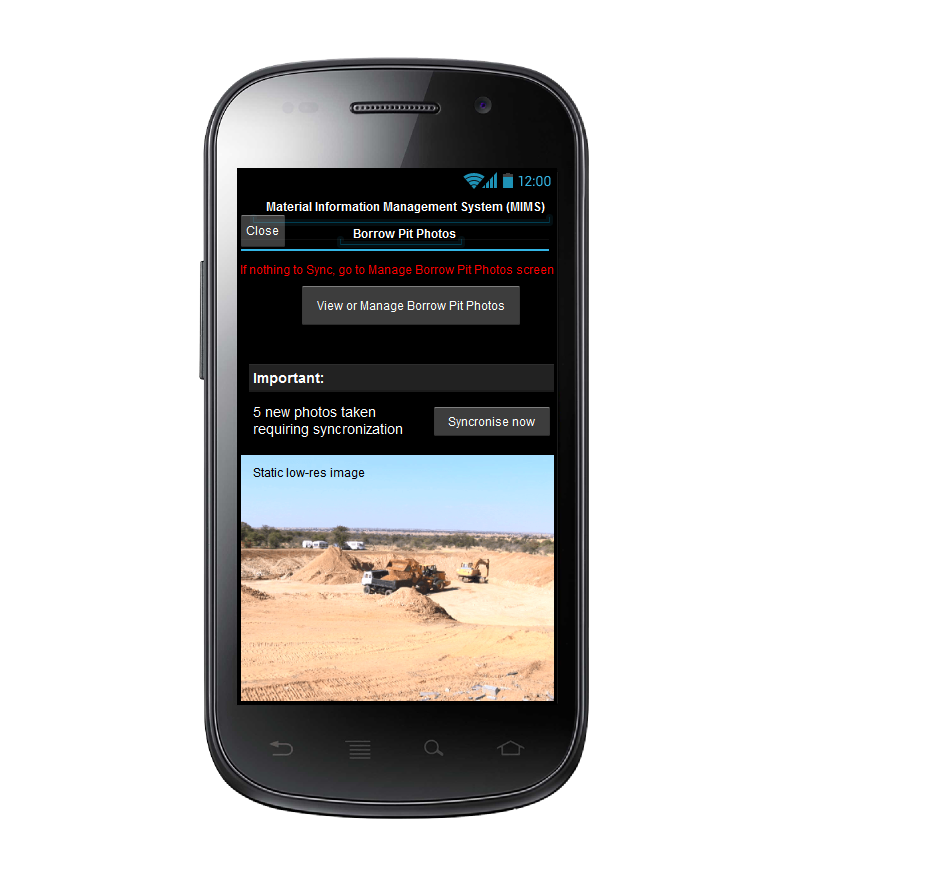 12:00
Material Information Management System (MIMS)
Close
Borrow Pit Photos
If nothing to Sync, go to Manage Borrow Pit Photos screen
View or Manage Borrow Pit Photos
Important:
5 new photos taken
requiring syncronization
Syncronise now
Static low-res image